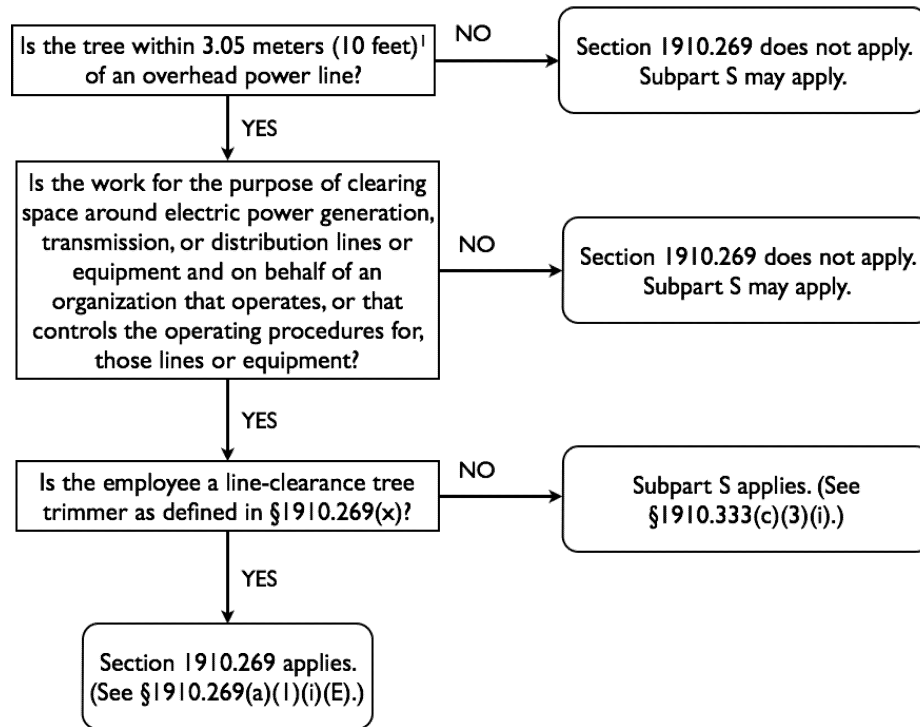 Is the tree within 3.05 meters (10 feet)¹
of an overhead power line?
NO
Section 1910.269 does not apply.
Subpart S may apply.
YES
Is the work for the purpose of clearing
space around electric power generation,
transmission, or distribution lines or
equipment and on behalf of an
organization that operates, or that
controls the operating procedures for,
those lines or equipment?
NO
Section 1910.269 does not apply.
Subpart S may apply.
YES
Is the employee a line-clearance tree
trimmer as defined in §1910.269(x)?
NO
Subpart S applies. (See
§1910.333(c)(3)(i).)
YES
Section 1910.269 applies.
(See §1910.269(a)(1)(i)(E).)